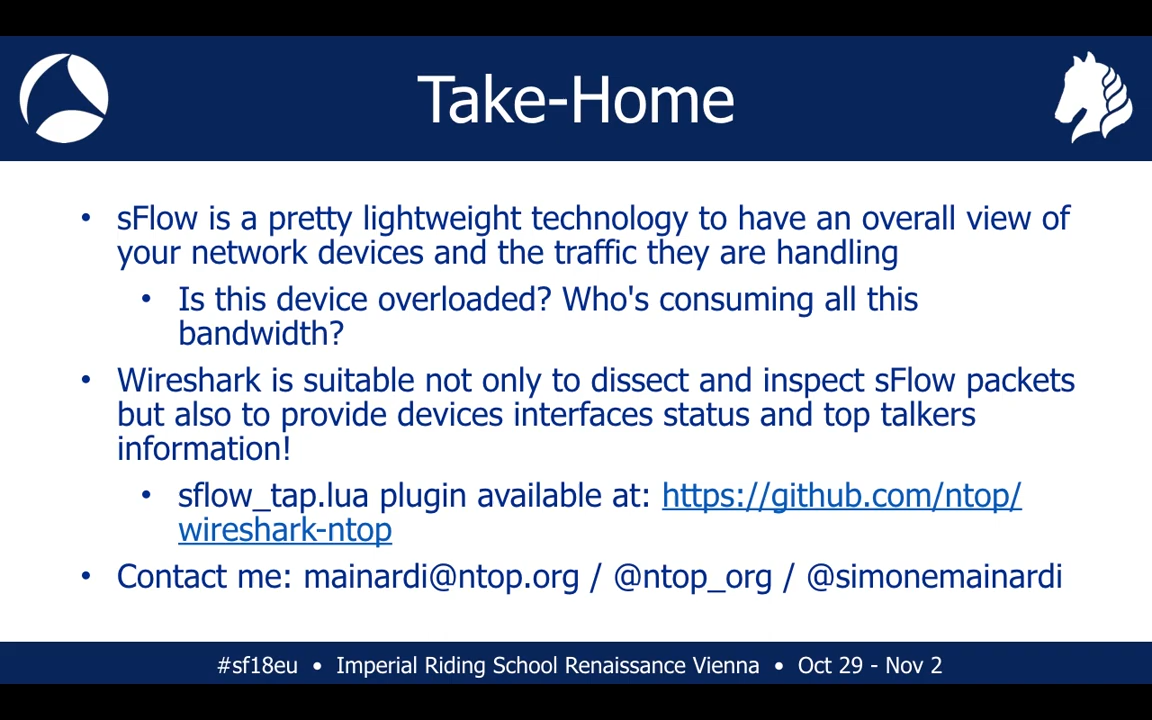 Take-Home
• sFlow is a pretty lightweight technology to have an overall view of
your network devices and the traffic they are handling
• Is this device overloaded? Who's consuming all this
bandwidth?
• Wireshark is suitable not only to dissect and inspect sFlow packets
but also to provide devices interfaces status and top talkers
information!
• sflow_tap.lua plugin available at: https://github.com/ntop/
wireshark-ntop
• Contact me: mainardi@ntop.org / @ntop_org / @simonemainardi
#sf18eu • Imperial Riding School Renaissance Vienna • Oct 29 - Nov 2